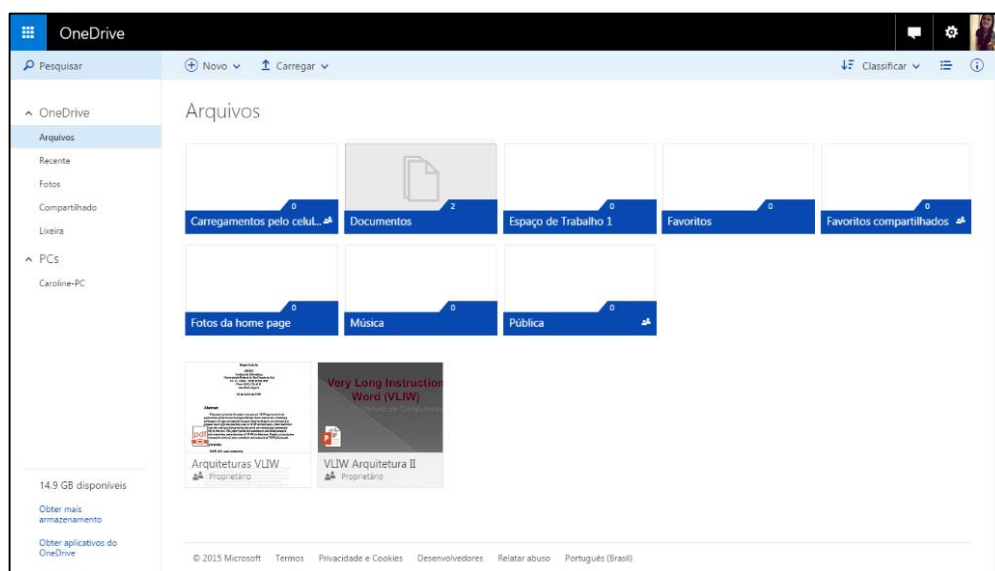 OneDrive
Pesquisar
Novo
Carregar
Classificar
OneDrive
Arquivos
Recente
Fotos
Compartilhado
Lixeira
PCs
Caroline-PC
14.9 GB disponíveis
Obter mais
armazenamento
Obter aplicativos do
OneDrive
Arquivos
0
Carregamentos pelo celul...
2
Documentos
0
Espaço de Trabalho 1
0
Favoritos
0
Favoritos compartilhados
0
Fotos da home page
0
Música
0
Pública
Abstract
pdf
Arquiteturas VLIW
Proprietário
Very Long Instruction
Word (VLIW)
VLIW Arquitetura II
Proprietário
© 2015 Microsoft Termos Privacidade e Cookies Desenvolvedores Relatar abuso Português (Brasil)